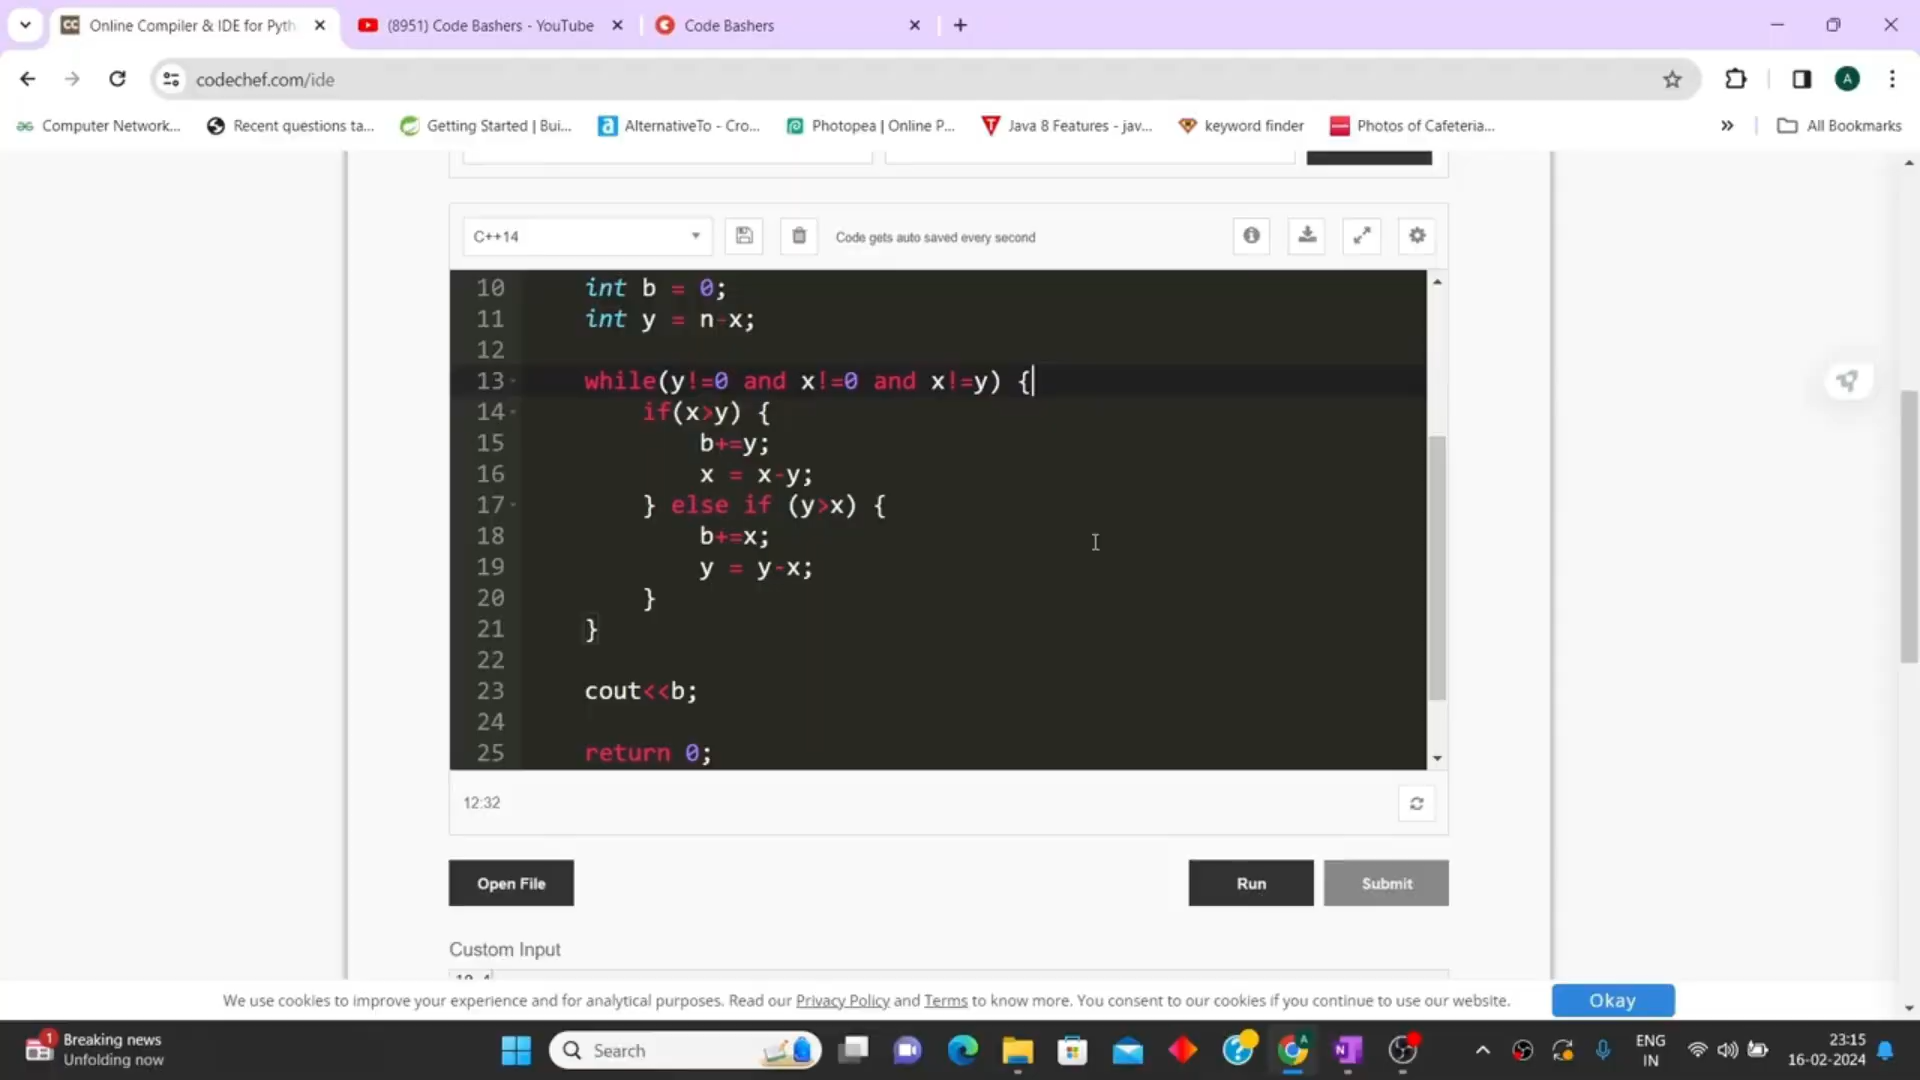 Online Compiler & IDE for Pyth
(8951) Code Bashers - YouTube
Code Bashers
codechef.com/ide
Computer Network...
Recent questions ta...
Getting Started | Bui...
AlternativeTo - Cro...
Photopea | Online P...
Java 8 Features - jav...
keyword finder
Photos of Cafeteria...
All Bookmarks
C++14
Code gets auto saved every second
10 int b = 0;
11 int y = n-x;
12
13 while(y!=0 and x!=0 and x!=y) {
14 if(x>y) {
15 b+=y;
16 x = x-y;
17 } else if (y>x) {
18 b+=x;
19 y = y-x;
20 }
21 }
22
23 cout<<b;
24
25 return 0;
12:32
Open File
Run
Submit
Custom Input
We use cookies to improve your experience and for analytical purposes. Read our Privacy Policy and Terms to know more. You consent to our cookies if you continue to use our website.
Okay
1
Breaking news
Unfolding now
Search
ENG
IN
23:15
16-02-2024